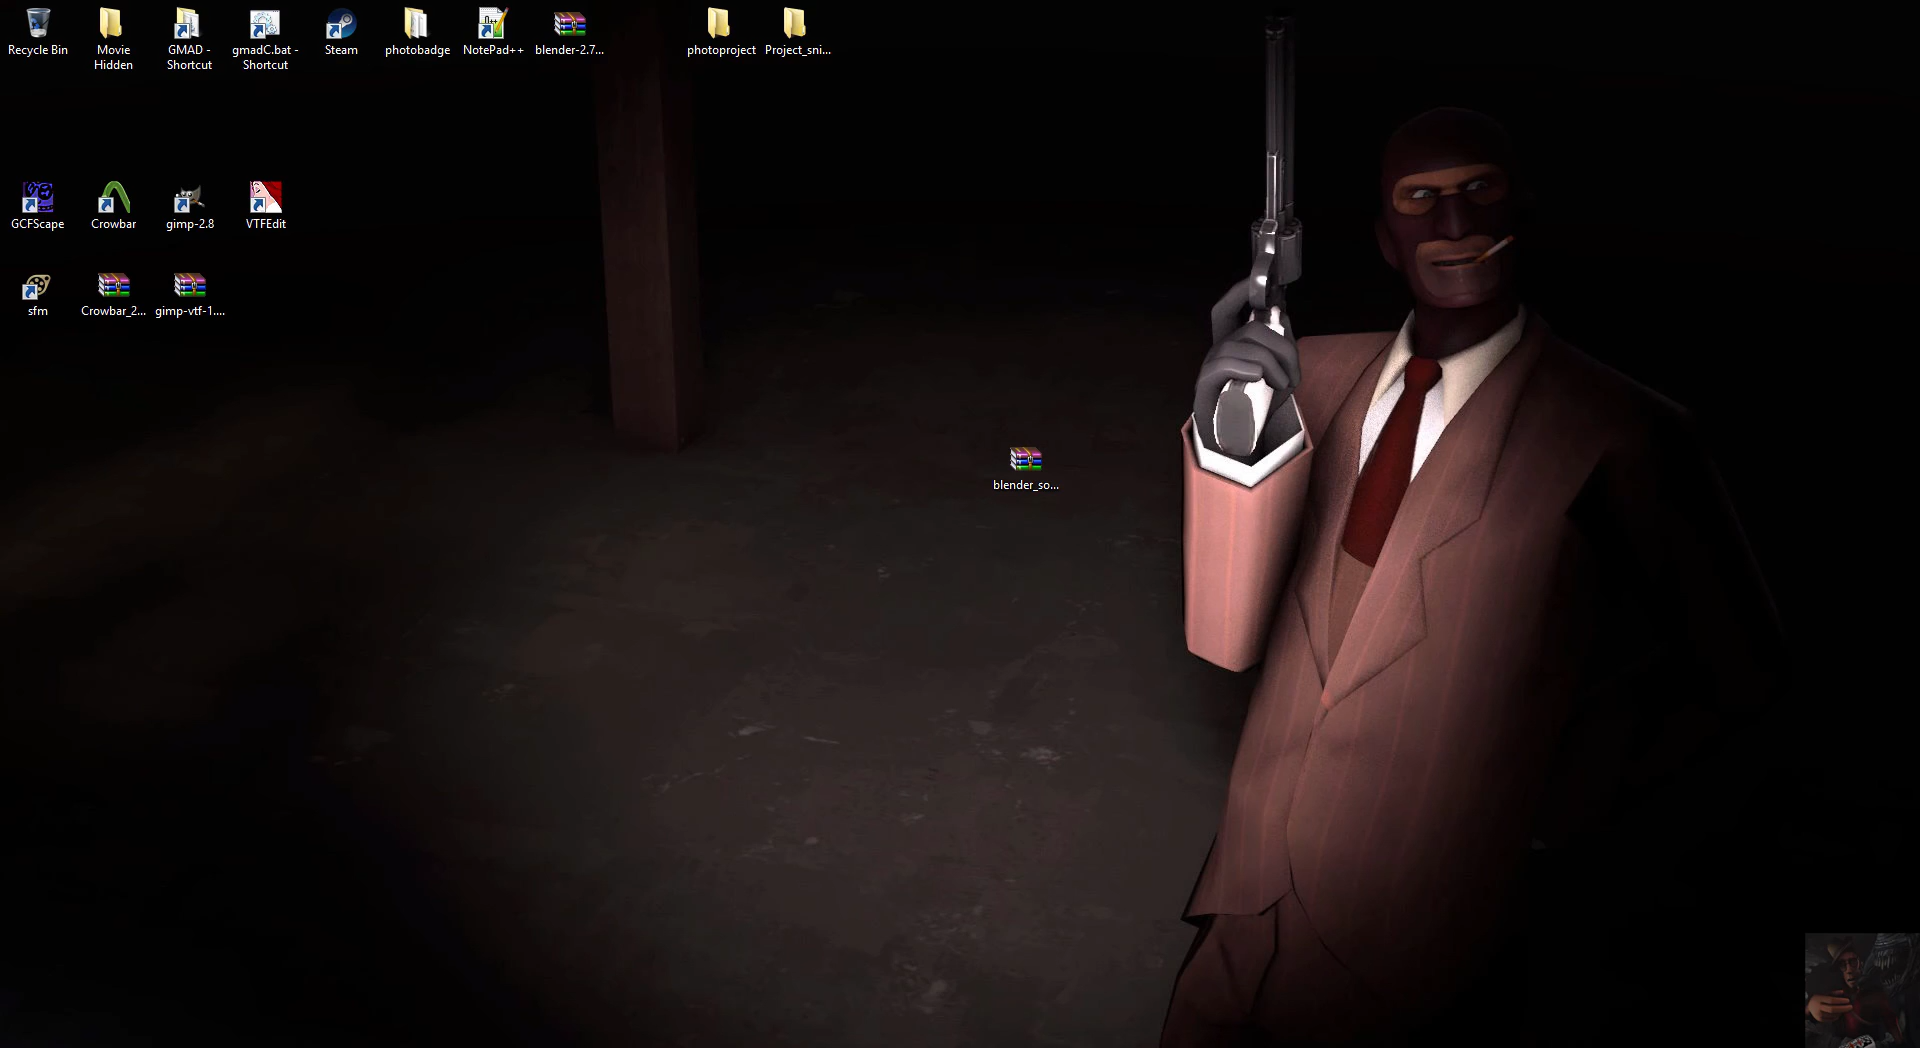 Recycle Bin
Movie
Hidden
GMAD -
Shortcut
gmadC.bat -
Shortcut
Steam
photobadge
NotePad++
blender-2.7...
photoproject
Project_sni...
GCFScape
Crowbar
gimp-2.8
VTFEdit
sfm
Crowbar_2...
gimp-vtf-1....
blender_so...